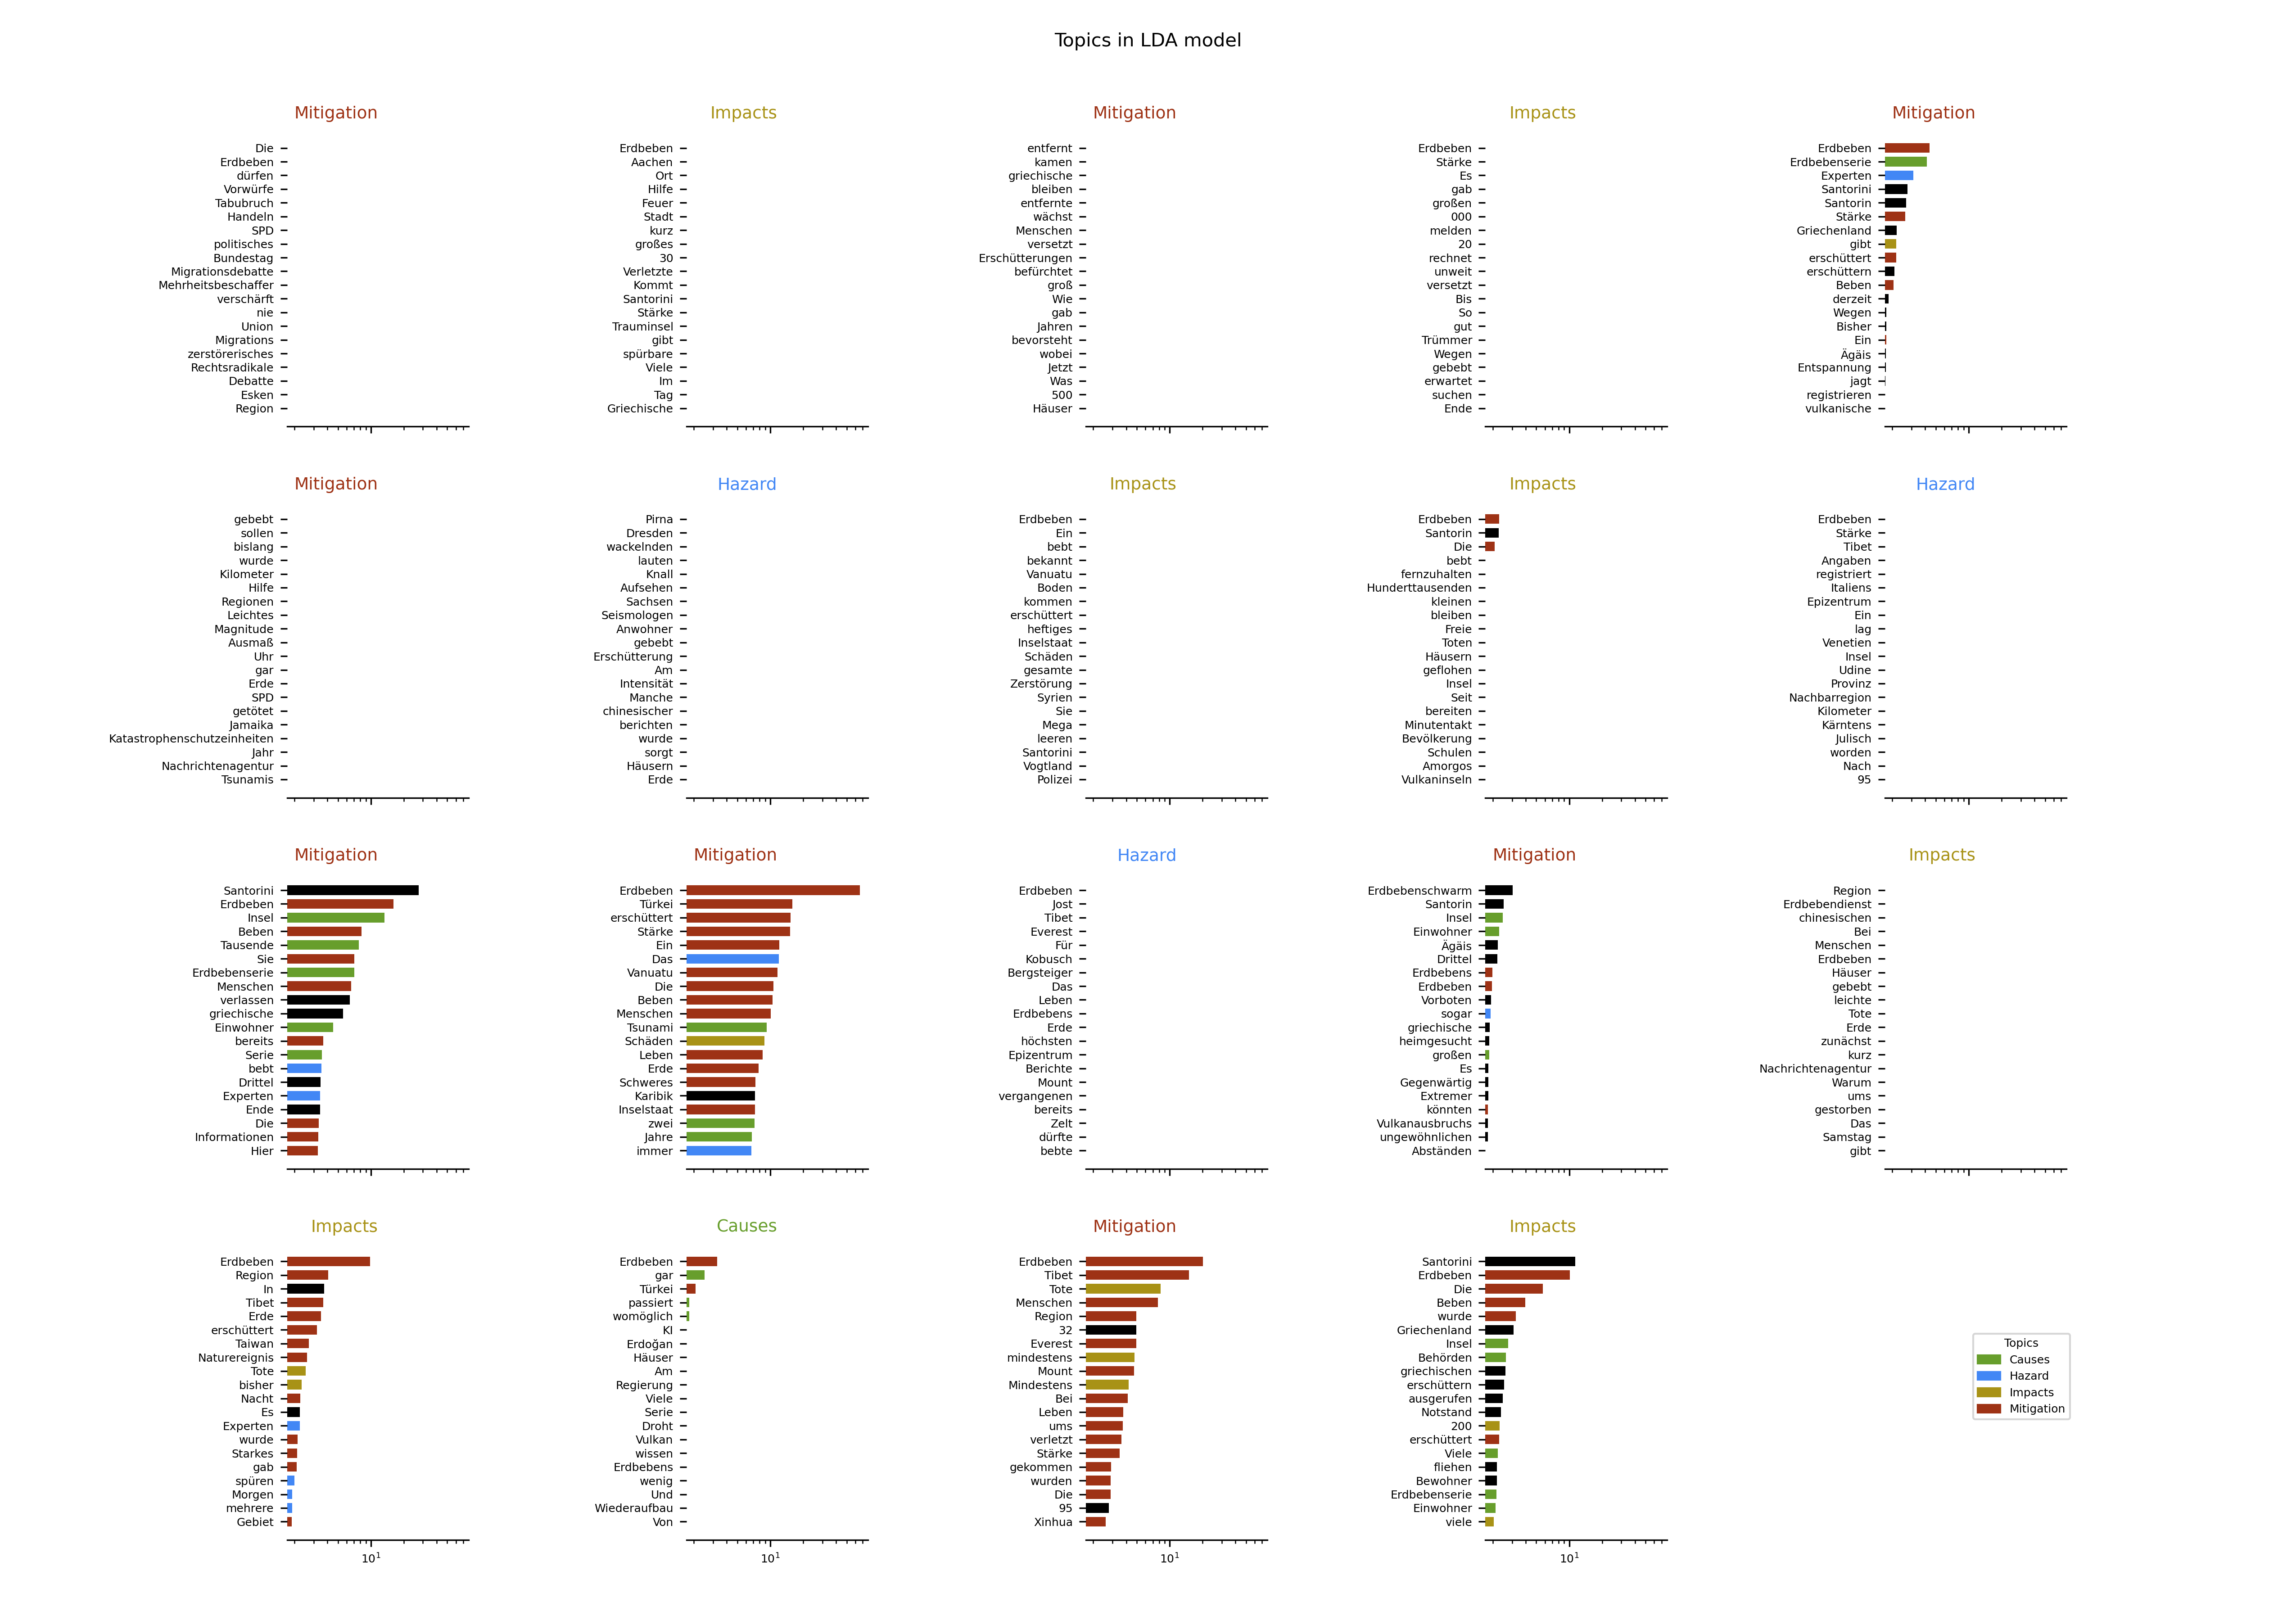 Topics in LDA model
Mitigation
Die
Erdbeben
dürfen
Vorwürfe
Tabubruch
Handeln
SPD
politisches
Bundestag
Migrationsdebatte
Mehrheitsbeschaffer
verschärft
nie
Union
Migrations
zerstörerisches
Rechtsradikale
Debatte
Esken
Region
Impacts
Erdbeben
Aachen
Ort
Hilfe
Feuer
Stadt
kurz
großes
30
Verletzte
Kommt
Santorini
Stärke
Trauminsel
gibt
spürbare
Viele
Im
Tag
Griechische
Mitigation
entfernt
kamen
griechische
bleiben
entfernte
wächst
Menschen
versetzt
Erschütterungen
befürchtet
groß
Wie
gab
Jahren
bevorsteht
wobei
Jetzt
Was
500
Häuser
Impacts
Erdbeben
Stärke
Es
gab
großen
000
melden
20
rechnet
unweit
versetzt
Bis
So
gut
Trümmer
Wegen
gebebt
erwartet
suchen
Ende
Mitigation
Erdbeben
Erdbebenserie
Experten
Santorini
Santorin
Stärke
Griechenland
gibt
erschüttert
erschüttern
Beben
derzeit
Wegen
Bisher
Ein
Ägäis
Entspannung
jagt
registrieren
vulkanische
Mitigation
gebebt
sollen
bislang
wurde
Kilometer
Hilfe
Regionen
Leichtes
Magnitude
Ausmaß
Uhr
gar
Erde
SPD
getötet
Jamaika
Katastrophenschutzeinheiten
Jahr
Nachrichtenagentur
Tsunamis
Hazard
Pirna
Dresden
wackelnden
lauten
Knall
Aufsehen
Sachsen
Seismologen
Anwohner
gebebt
Erschütterung
Am
Intensität
Manche
chinesischer
berichten
wurde
sorgt
Häusern
Erde
Impacts
Erdbeben
Ein
bebt
bekannt
Vanuatu
Boden
kommen
erschüttert
heftiges
Inselstaat
Schäden
gesamte
Zerstörung
Syrien
Sie
Mega
leeren
Santorini
Vogtland
Polizei
Impacts
Erdbeben
Santorin
Die
bebt
fernzuhalten
Hunderttausenden
kleinen
bleiben
Freie
Toten
Häusern
geflohen
Insel
Seit
bereiten
Minutentakt
Bevölkerung
Schulen
Amorgos
Vulkaninseln
Hazard
Erdbeben
Stärke
Tibet
Angaben
registriert
Italiens
Epizentrum
Ein
lag
Venetien
Insel
Udine
Provinz
Nachbarregion
Kilometer
Kärntens
Julisch
worden
Nach
95
Mitigation
Santorini
Erdbeben
Insel
Beben
Tausende
Sie
Erdbebenserie
Menschen
verlassen
griechische
Einwohner
bereits
Serie
bebt
Drittel
Experten
Ende
Die
Informationen
Hier
Mitigation
Erdbeben
Türkei
erschüttert
Stärke
Ein
Das
Vanuatu
Die
Beben
Menschen
Tsunami
Schäden
Leben
Erde
Schweres
Karibik
Inselstaat
zwei
Jahre
immer
Hazard
Erdbeben
Jost
Tibet
Everest
Für
Kobusch
Bergsteiger
Das
Leben
Erdbebens
Erde
höchsten
Epizentrum
Berichte
Mount
vergangenen
bereits
Zelt
dürfte
bebte
Mitigation
Erdbebenschwarm
Santorin
Insel
Einwohner
Ägäis
Drittel
Erdbebens
Erdbeben
Vorboten
sogar
griechische
heimgesucht
großen
Es
Gegenwärtig
Extremer
könnten
Vulkanausbruchs
ungewöhnlichen
Abständen
Impacts
Region
Erdbebendienst
chinesischen
Bei
Menschen
Erdbeben
Häuser
gebebt
leichte
Tote
Erde
zunächst
kurz
Nachrichtenagentur
Warum
ums
gestorben
Das
Samstag
gibt
Impacts
Erdbeben
Region
In
Tibet
Erde
erschüttert
Taiwan
Naturereignis
Tote
bisher
Nacht
Es
Experten
wurde
Starkes
gab
spüren
Morgen
mehrere
Gebiet
10¹
Causes
Erdbeben
gar
Türkei
passiert
womöglich
KI
Erdoğan
Häuser
Am
Regierung
Viele
Serie
Droht
Vulkan
wissen
Erdbebens
wenig
Und
Wiederaufbau
Von
10¹
Mitigation
Erdbeben
Tibet
Tote
Menschen
Region
32
Everest
mindestens
Mount
Mindestens
Bei
Leben
ums
verletzt
Stärke
gekommen
wurden
Die
95
Xinhua
10¹
Impacts
Santorini
Erdbeben
Die
Beben
wurde
Griechenland
Insel
Behörden
griechischen
erschüttern
ausgerufen
Notstand
200
erschüttert
Viele
fliehen
Bewohner
Erdbebenserie
Einwohner
viele
10¹
Topics
Causes
Hazard
Impacts
Mitigation